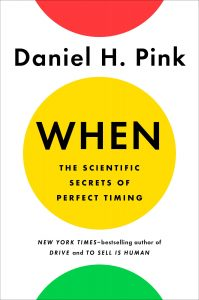 Daniel H. Pink
WHEN
THE SCIENTIFIC
SECRETS OF
PERFECT TIMING
NEW YORK TIMES–bestselling author of
DRIVE and TO SELL IS HUMAN